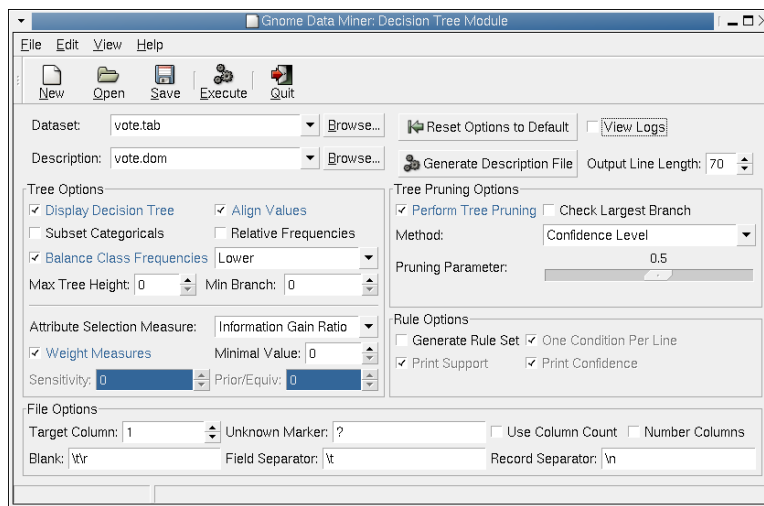 Gnome Data Miner: Decision Tree Module
File Edit View Help
New Open Save Execute Quit
Dataset: vote.tab Browse... Reset Options to Default View Logs
Description: vote.dom Browse... Generate Description File Output Line Length: 70
Tree Options
Display Decision Tree Align Values
Subset Categoricals Relative Frequencies
Balance Class Frequencies Lower
Max Tree Height: 0 Min Branch: 0
Attribute Selection Measure: Information Gain Ratio
Weight Measures Minimal Value: 0
Sensitivity: 0 Prior/Equiv: 0
Tree Pruning Options
Perform Tree Pruning Check Largest Branch
Method: Confidence Level
0.5
Pruning Parameter:
Rule Options
Generate Rule Set One Condition Per Line
Print Support Print Confidence
File Options
Target Column: 1 Unknown Marker: ? Use Column Count Number Columns
Blank: \t\r Field Separator: \t Record Separator: \n